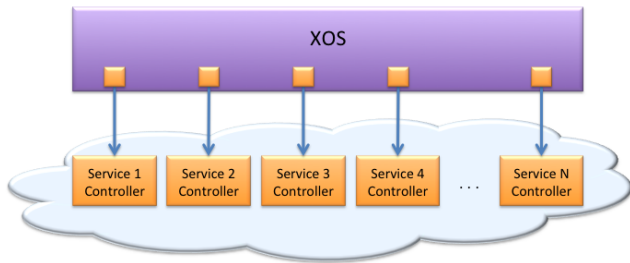 XOS
Service 1
Controller
Service 2
Controller
Service 3
Controller
Service 4
Controller
. . .
Service N
Controller